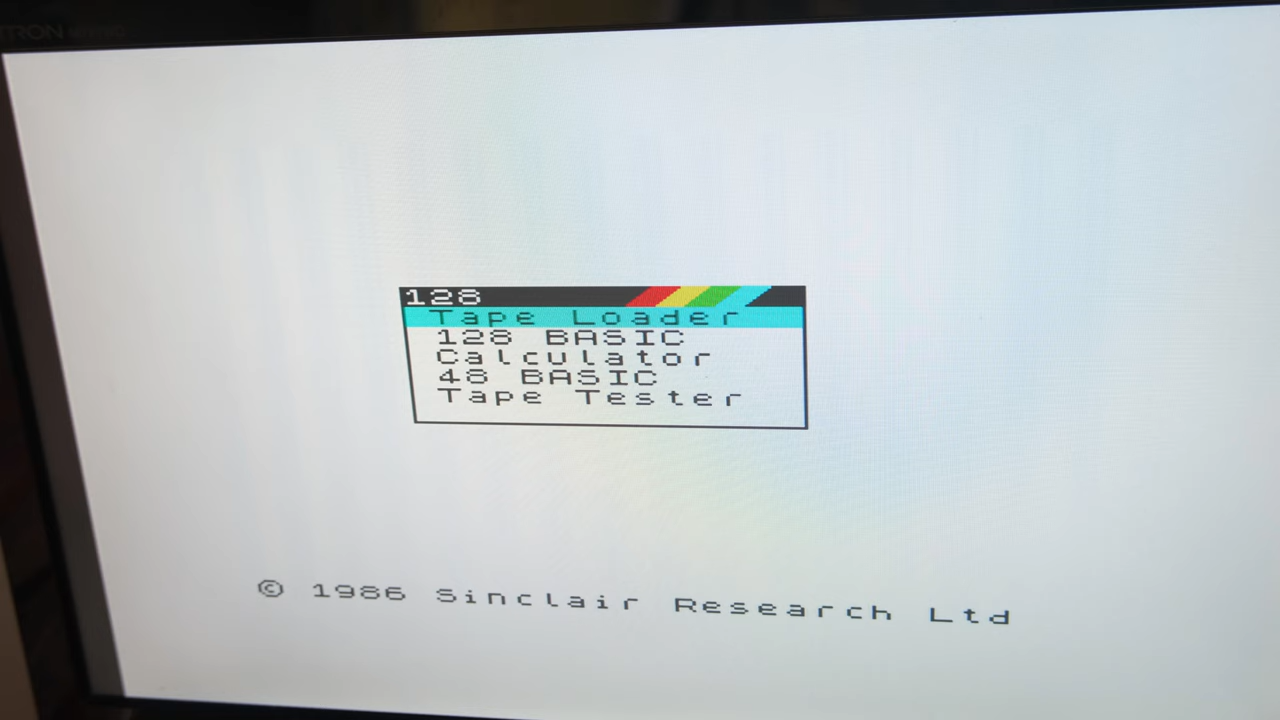 128
Tape Loader
128 BASIC
Calculator
48 BASIC
Tape Tester
© 1986 Sinclair Research Ltd